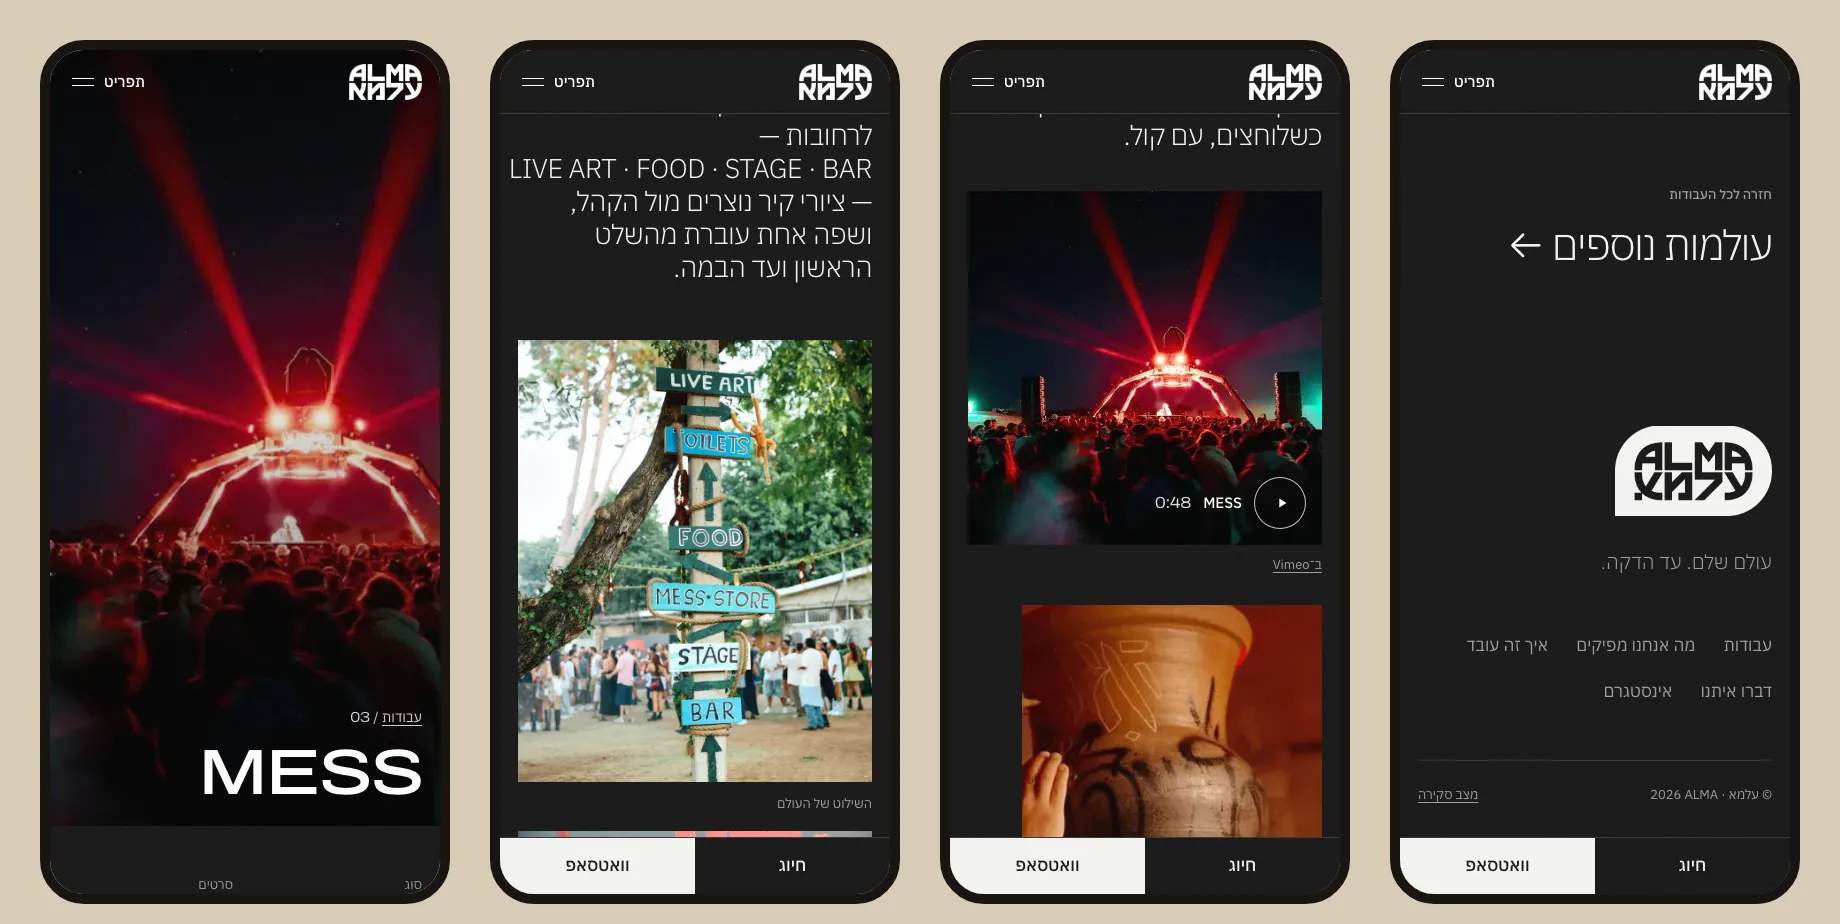 תפריט
ALMA
עלמא
עבודות / 03
MESS
סוג
סרטים
תפריט
ALMA
עלמא
לרחובות —
LIVE ART · FOOD · STAGE · BAR
— ציורי קיר נוצרים מול הקהל,
ושפה אחת עוברת מהשלט
הראשון ועד הבמה.
LIVE ART
TOILETS
FOOD
MESS·STORE
STAGE
BAR
השילוט של העולם
חיוג
וואטסאפ
תפריט
ALMA
עלמא
כשלוחצים, עם קול.
MESS 0:48
ב־Vimeo
חיוג
וואטסאפ
תפריט
ALMA
עלמא
חזרה לכל העבודות
עולמות נוספים ←
ALMA
עלמא
עולם שלם. עד הדקה.
עבודות מה אנחנו מפיקים איך זה עובד
דברו איתנו אינסטגרם
© עלמא · ALMA 2026
מצב סקירה
חיוג
וואטסאפ